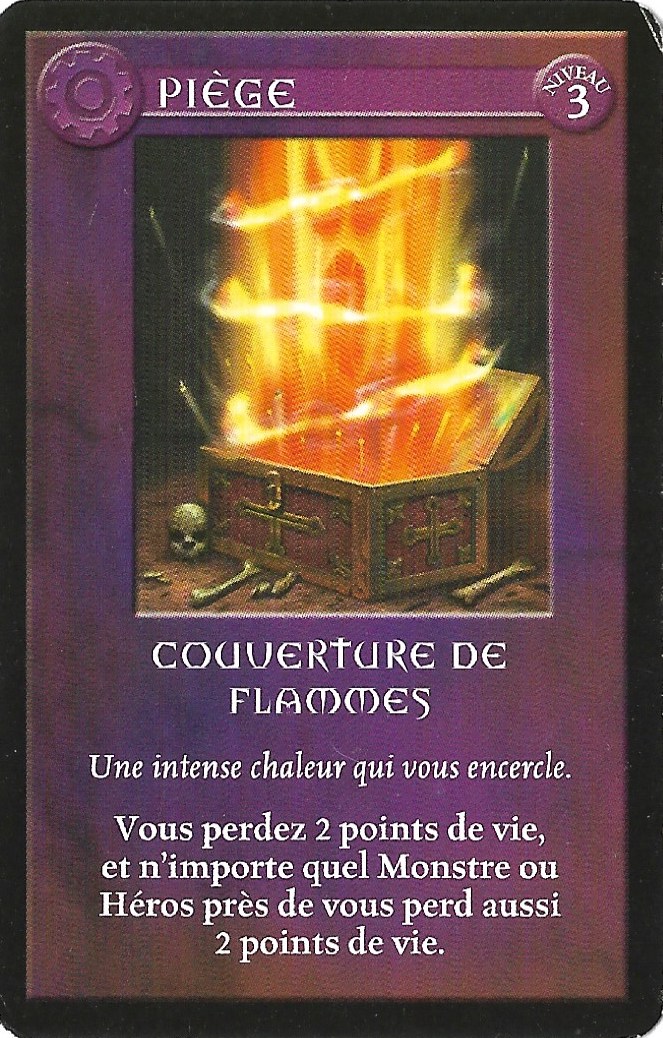 PIÈGE
NIVEAU
3
COUVERTURE DE
FLAMMES
Une intense chaleur qui vous encercle.
Vous perdez 2 points de vie,
et n'importe quel Monstre ou
Héros près de vous perd aussi
2 points de vie.